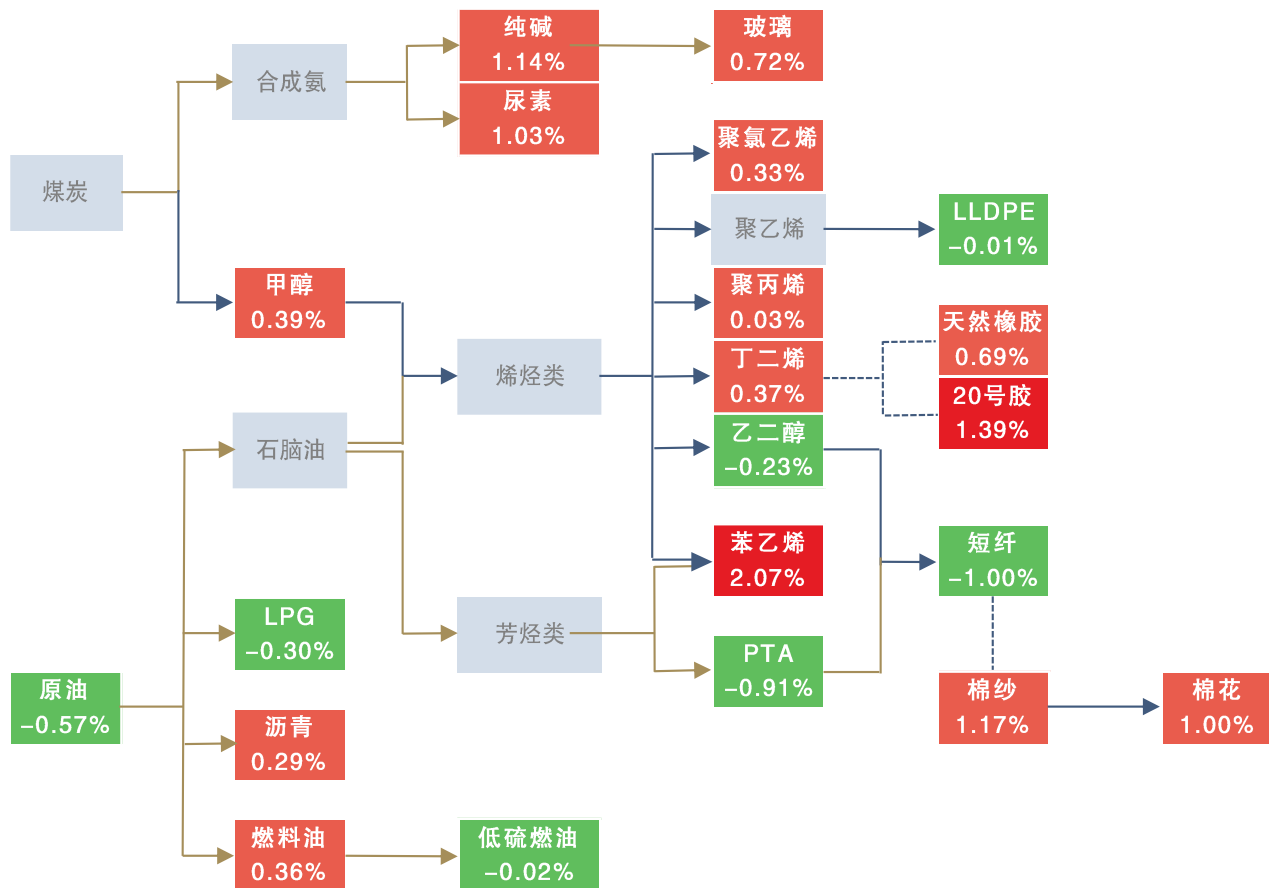 纯碱
1.14%
玻璃
0.72%
合成氨
尿素
1.03%
煤炭
聚氯乙烯
0.33%
聚乙烯
LLDPE
-0.01%
甲醇
0.39%
聚丙烯
0.03%
天然橡胶
0.69%
烯烃类
丁二烯
0.37%
20号胶
1.39%
石脑油
乙二醇
-0.23%
苯乙烯
2.07%
短纤
-1.00%
LPG
-0.30%
芳烃类
PTA
-0.91%
原油
-0.57%
棉纱
1.17%
棉花
1.00%
沥青
0.29%
燃料油
0.36%
低硫燃油
-0.02%